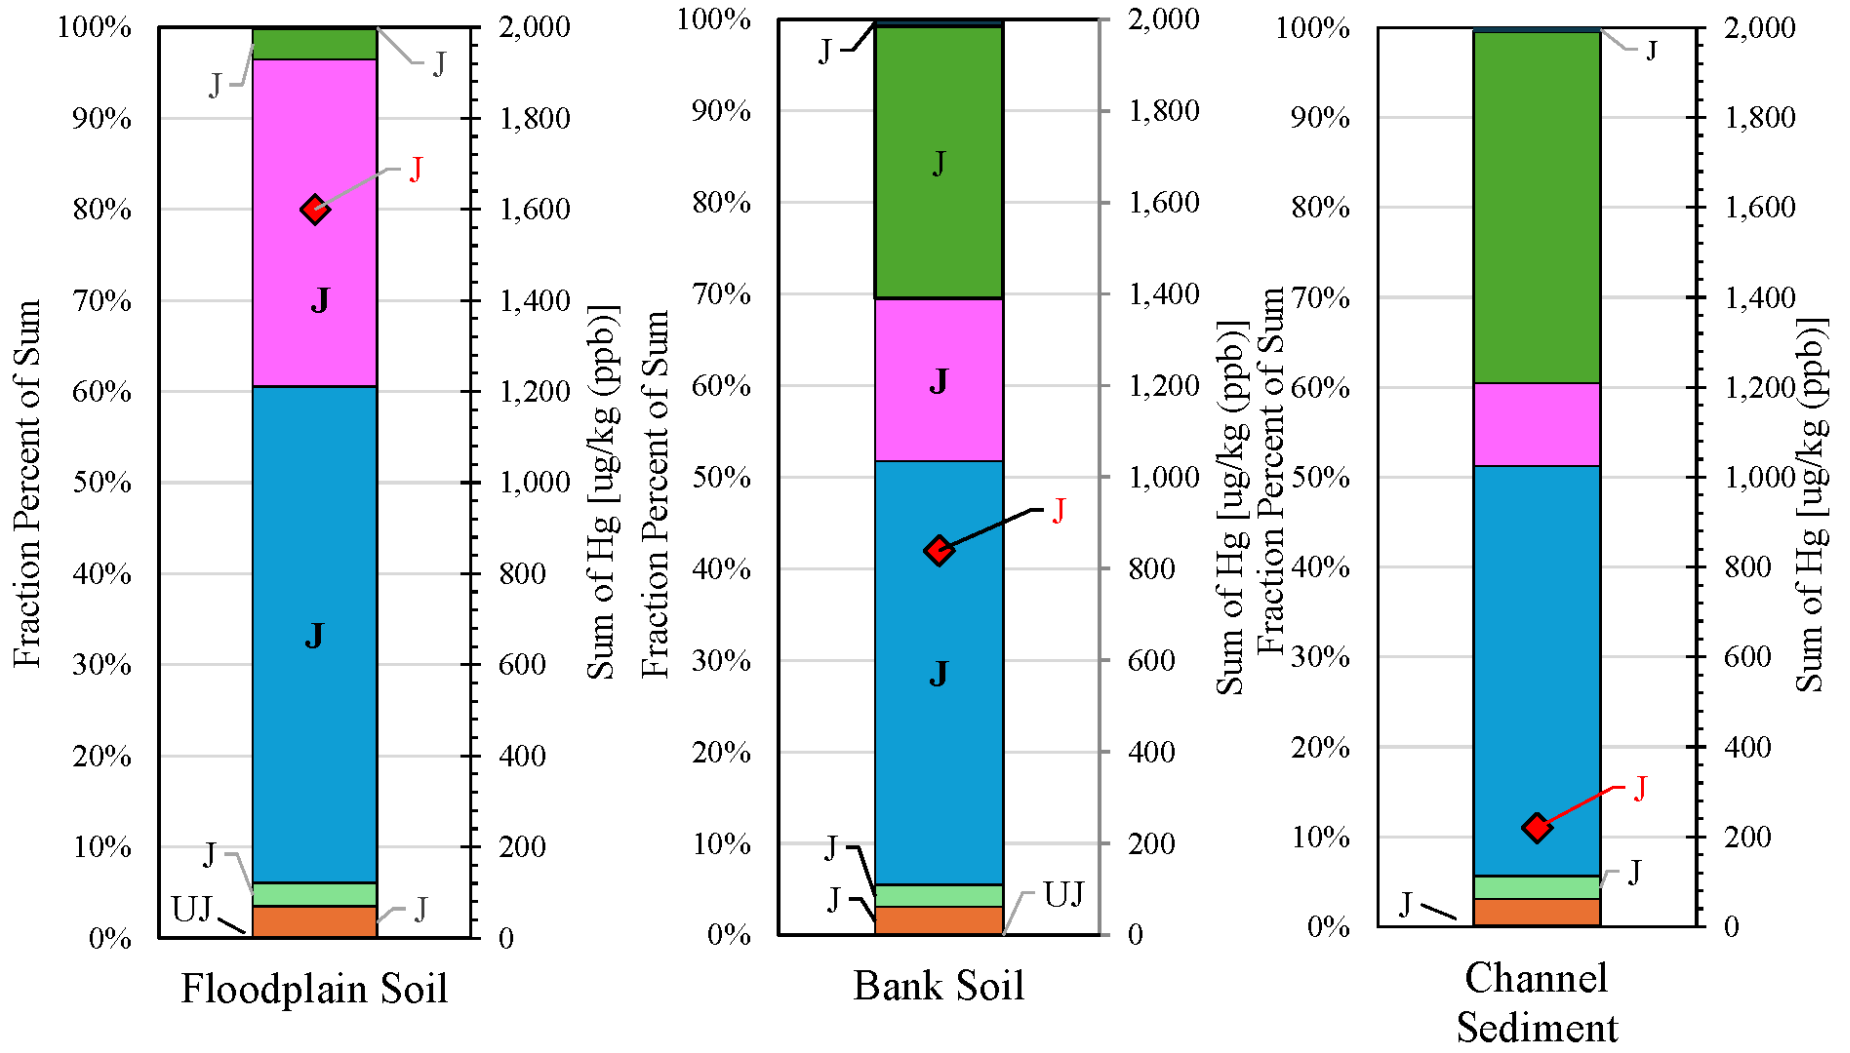 100%
90%
80%
70%
60%
50%
40%
30%
20%
10%
0%
Fraction Percent of Sum
2,000
1,800
1,600
1,400
1,200
1,000
800
600
400
200
0
Sum of Hg [ug/kg (ppb)]
J
J
J
J
J
J
UJ
J
Floodplain Soil
100%
90%
80%
70%
60%
50%
40%
30%
20%
10%
0%
Fraction Percent of Sum
2,000
1,800
1,600
1,400
1,200
1,000
800
600
400
200
0
Sum of Hg [ug/kg (ppb)]
J
J
J
J
J
J
J
UJ
Bank Soil
100%
90%
80%
70%
60%
50%
40%
30%
20%
10%
0%
Fraction Percent of Sum
2,000
1,800
1,600
1,400
1,200
1,000
800
600
400
200
0
Sum of Hg [ug/kg (ppb)]
J
J
J
J
Channel
Sediment